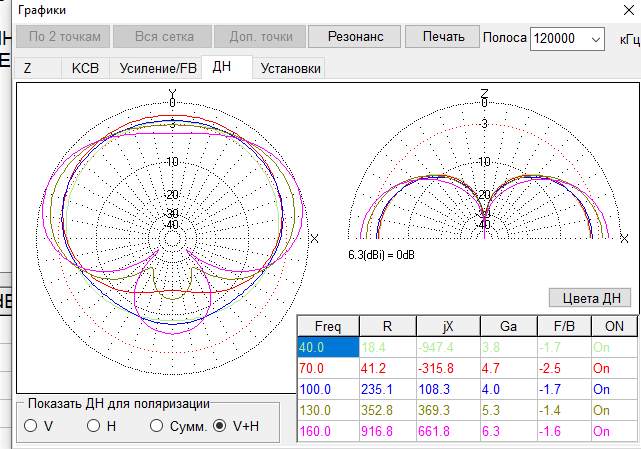 Графики
По 2 точкам Вся сетка Доп. точки Резонанс Печать Полоса 120000 кГц
Z КСВ Усиление/FB ДН Установки
Y
0
3
10
20
30
40
X
Z
0
3
10
20
30
40
X
6.3(dBi) = 0dB
Цвета ДН
Freq R jX Ga F/B ON
40.0 18.4 -947.4 3.8 -1.7 On
70.0 41.2 -315.8 4.7 -2.5 On
100.0 235.1 108.3 4.0 -1.7 On
130.0 352.8 369.3 5.3 -1.4 On
160.0 916.8 661.8 6.3 -1.6 On
Показать ДН для поляризации
V H Сумм. V+H